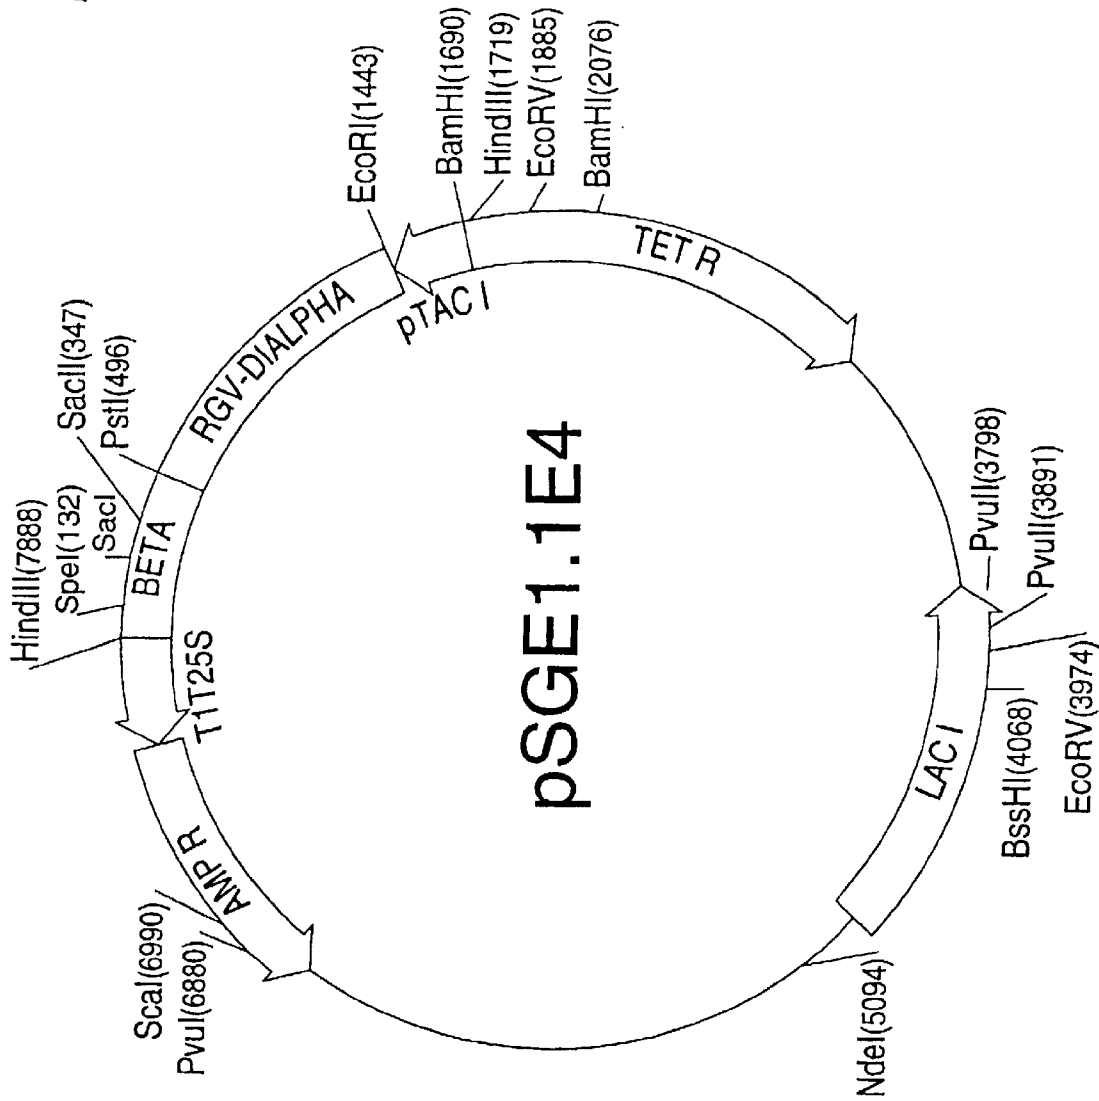 pSGE1.1E4
HindIII(7888)
SpeI(132)
SacI
SacII(347)
PstI(496)
EcoRI(1443)
BamHI(1690)
HindIII(1719)
EcoRV(1885)
BamHI(2076)
PvuII(3798)
PvuII(3891)
EcoRV(3974)
BssHI(4068)
NdeI(5094)
PvuI(6880)
ScaI(6990)
BETA
RGV-DIALPHA
pTAC I
TET R
LAC I
AMP R
T1T25S